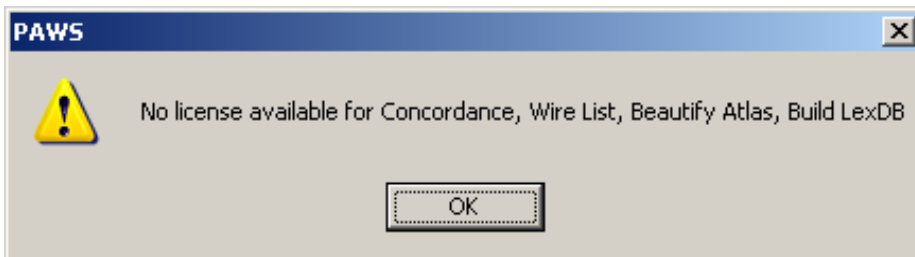 PAWS
No license available for Concordance, Wire List, Beautify Atlas, Build LexDB
OK